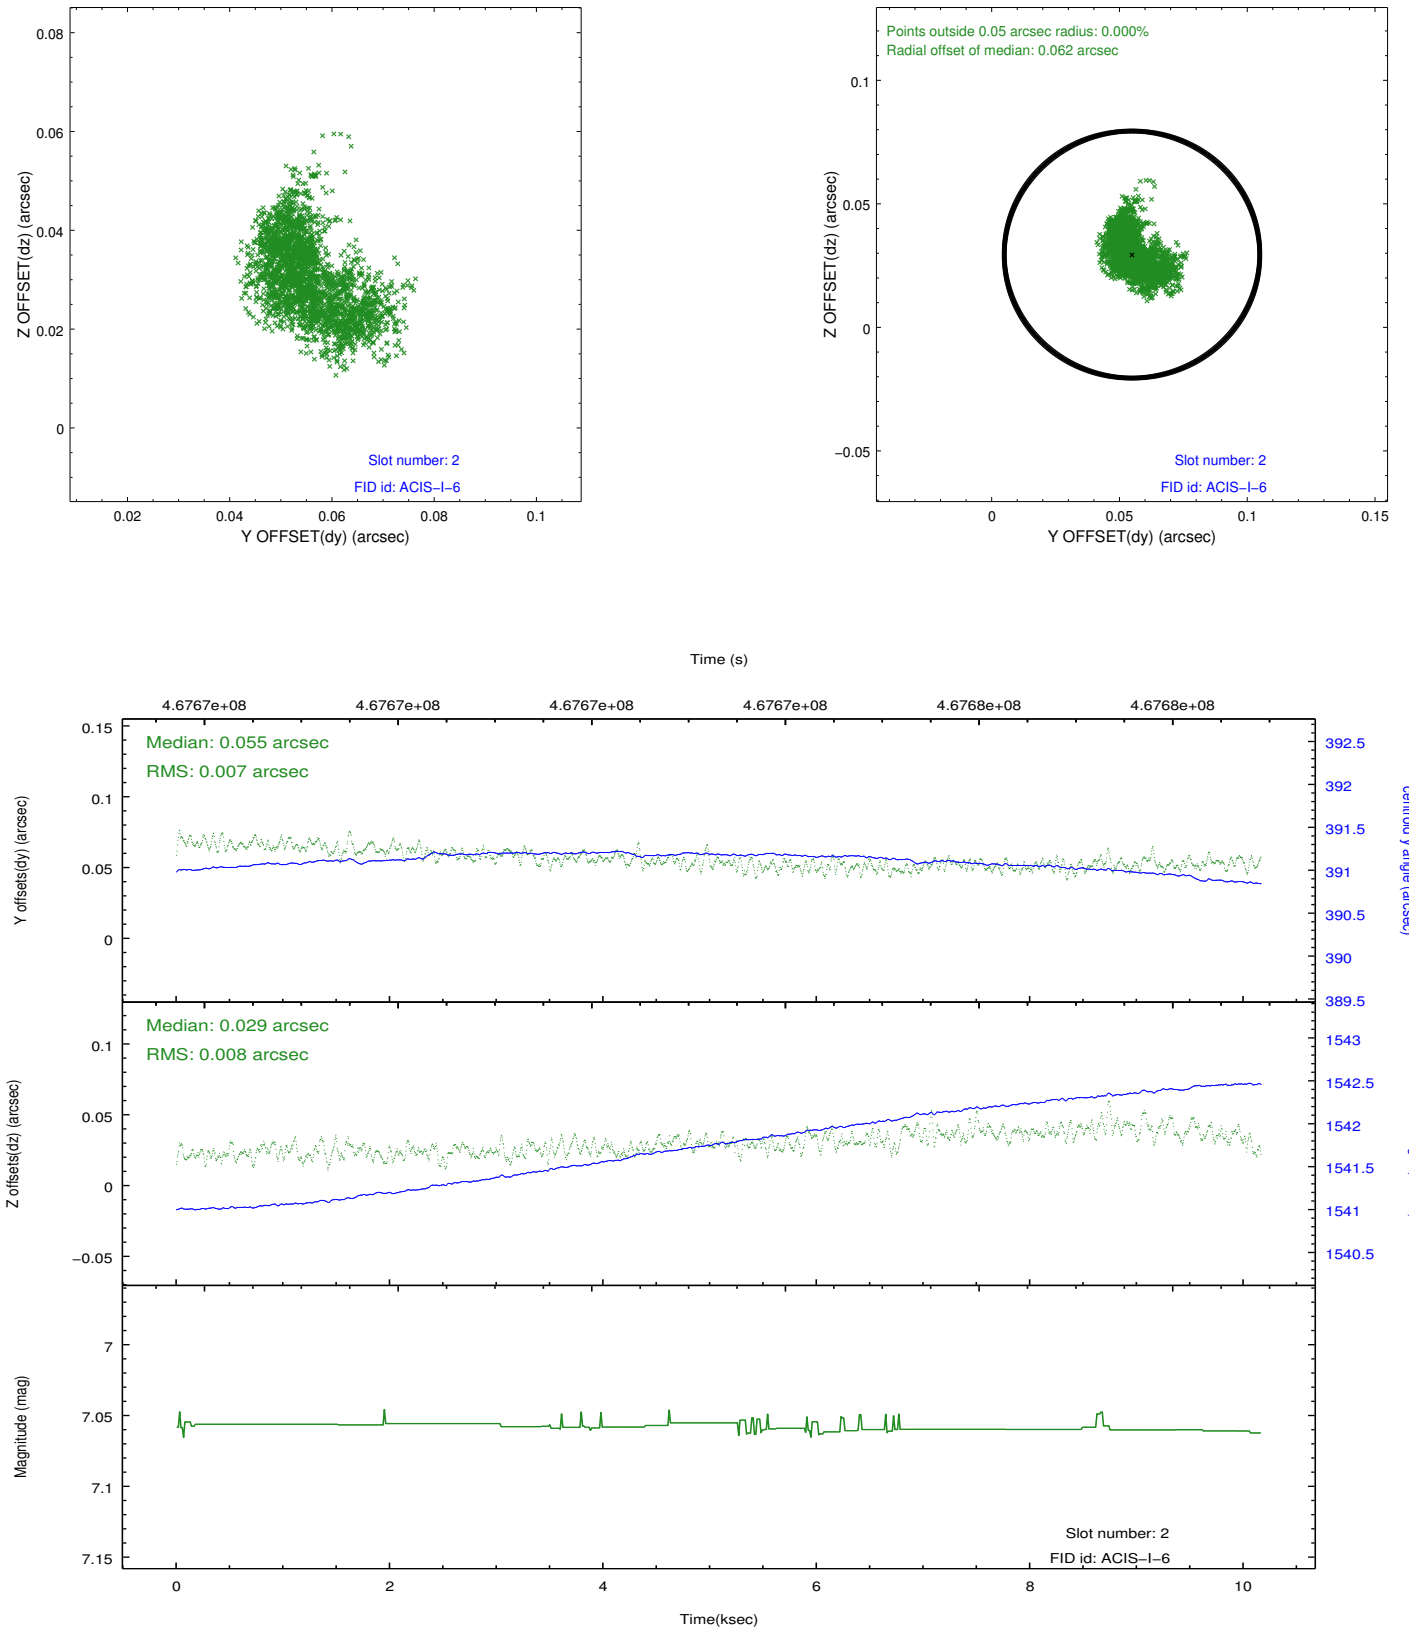 0.08
0.06
0.04
0.02
0
Z OFFSET(dz) (arcsec)
Slot number: 2
FID id: ACIS−I−6
0.02 0.04 0.06 0.08 0.1
Y OFFSET(dy) (arcsec)
Points outside 0.05 arcsec radius: 0.000%
Radial offset of median: 0.062 arcsec
0.1
0.05
0
−0.05
Z OFFSET(dz) (arcsec)
Slot number: 2
FID id: ACIS−I−6
0 0.05 0.1 0.15
Y OFFSET(dy) (arcsec)
Time (s)
4.6767e+08 4.6767e+08 4.6767e+08 4.6767e+08 4.6768e+08 4.6768e+08
Median: 0.055 arcsec
RMS: 0.007 arcsec
0.15
0.1
0.05
0
Y offsets(dy) (arcsec)
392.5
392
391.5
391
390.5
390
389.5
centroid y angle (arcsec)
Median: 0.029 arcsec
RMS: 0.008 arcsec
0.1
0.05
0
−0.05
Z offsets(dz) (arcsec)
1543
1542.5
1542
1541.5
1541
1540.5
7
7.05
7.1
7.15
Magnitude (mag)
Slot number: 2
FID id: ACIS−I−6
0 2 4 6 8 10
Time(ksec)